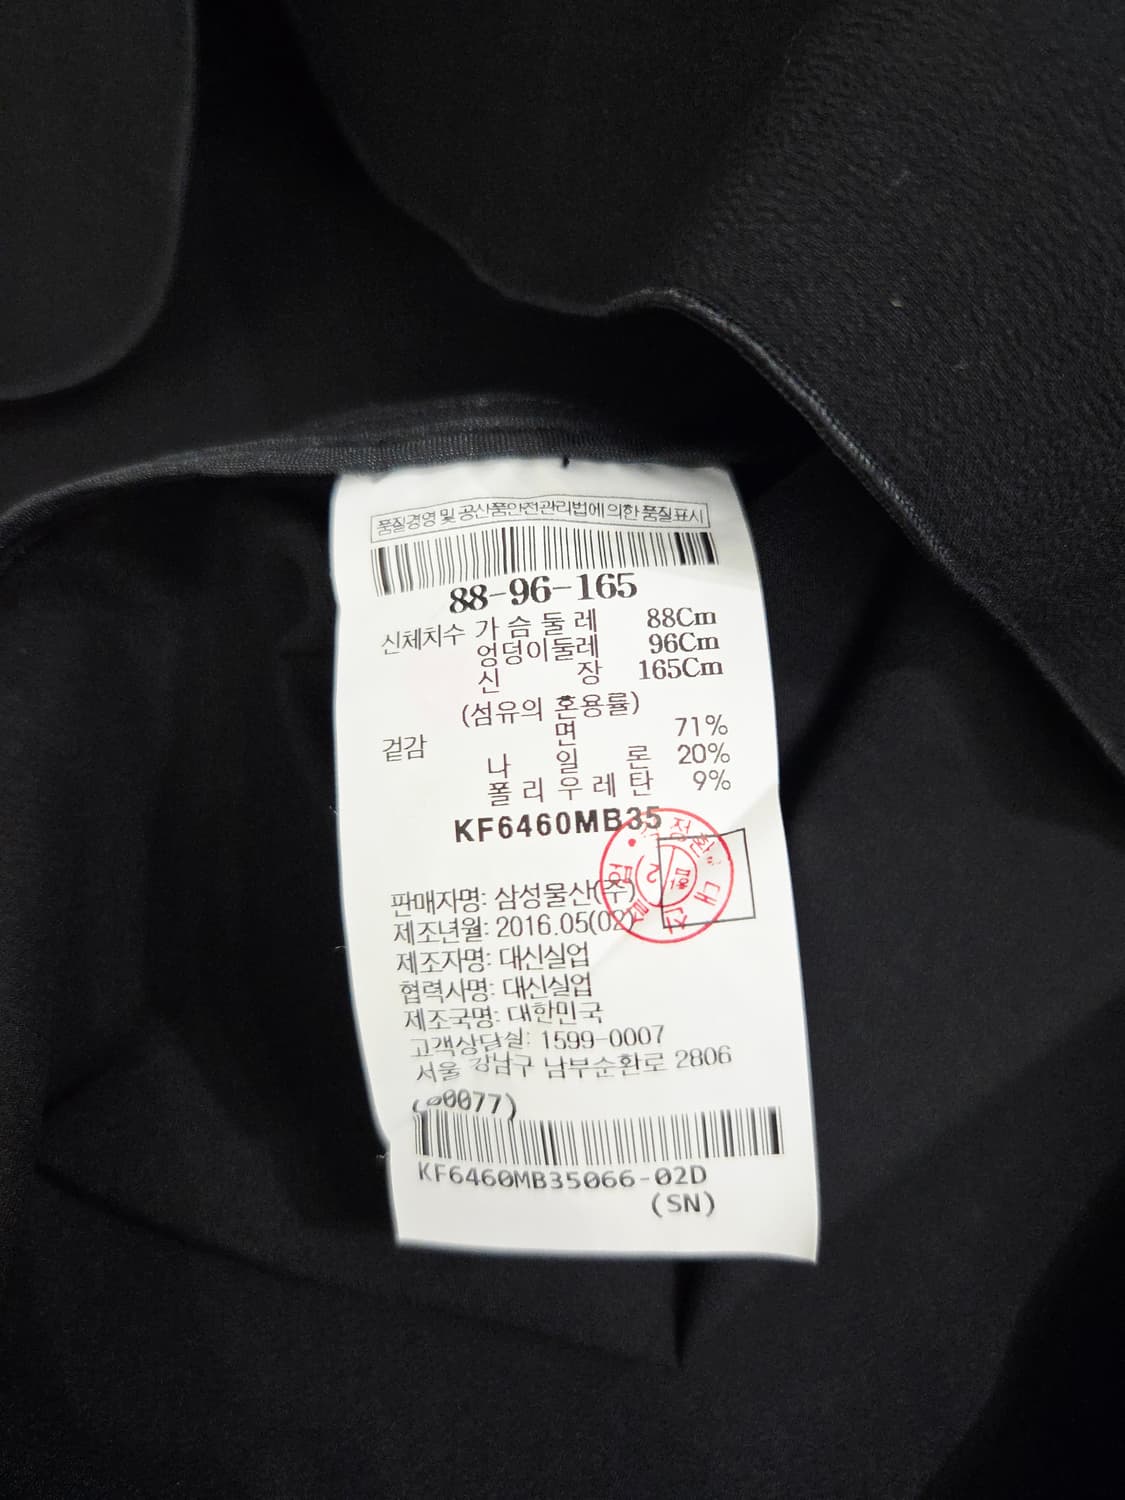 품질경영 및 공산품안전관리법에 의한 품질표시
88-96-165
신체치수 가슴둘레 88Cm
엉덩이둘레 96Cm
신장 165Cm
(섬유의 혼용률)
겉감 면 71%
나일론 20%
폴리우레탄 9%
KF6460MB35
판매자명: 삼성물산(주)
제조년월: 2016.05(02)
제조자명: 대신실업
협력사명: 대신실업
제조국명: 대한민국
고객상담실: 1599-0007
서울 강남구 남부순환로 2806
KF6460MB35066-02D
(SN)